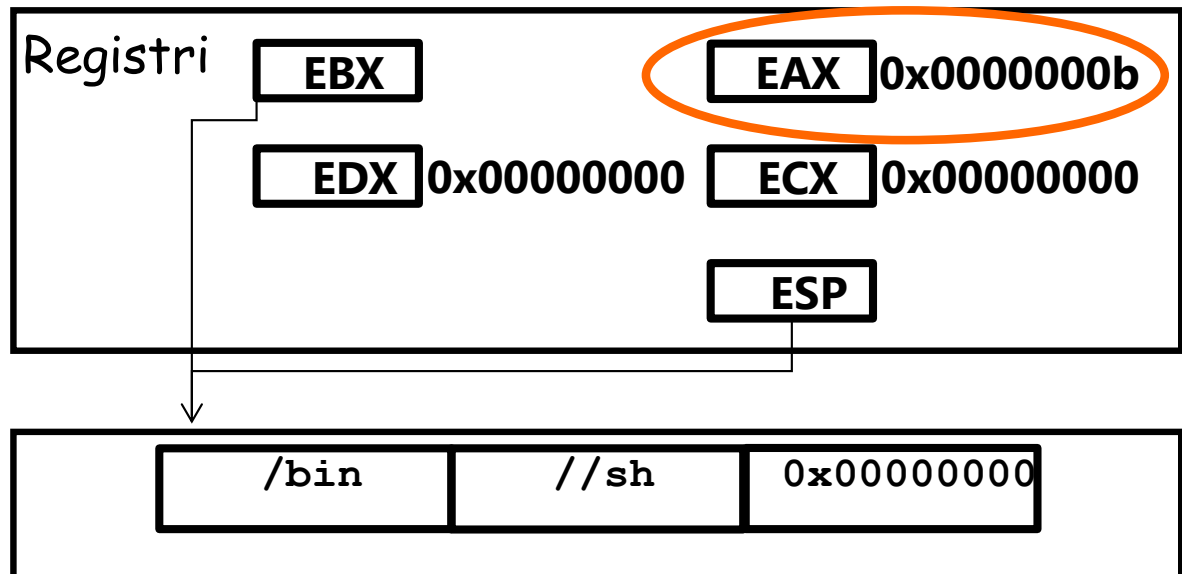 Registri
EBX
EAX 0x0000000b
EDX 0x00000000
ECX 0x00000000
ESP
/bin
//sh
0x00000000